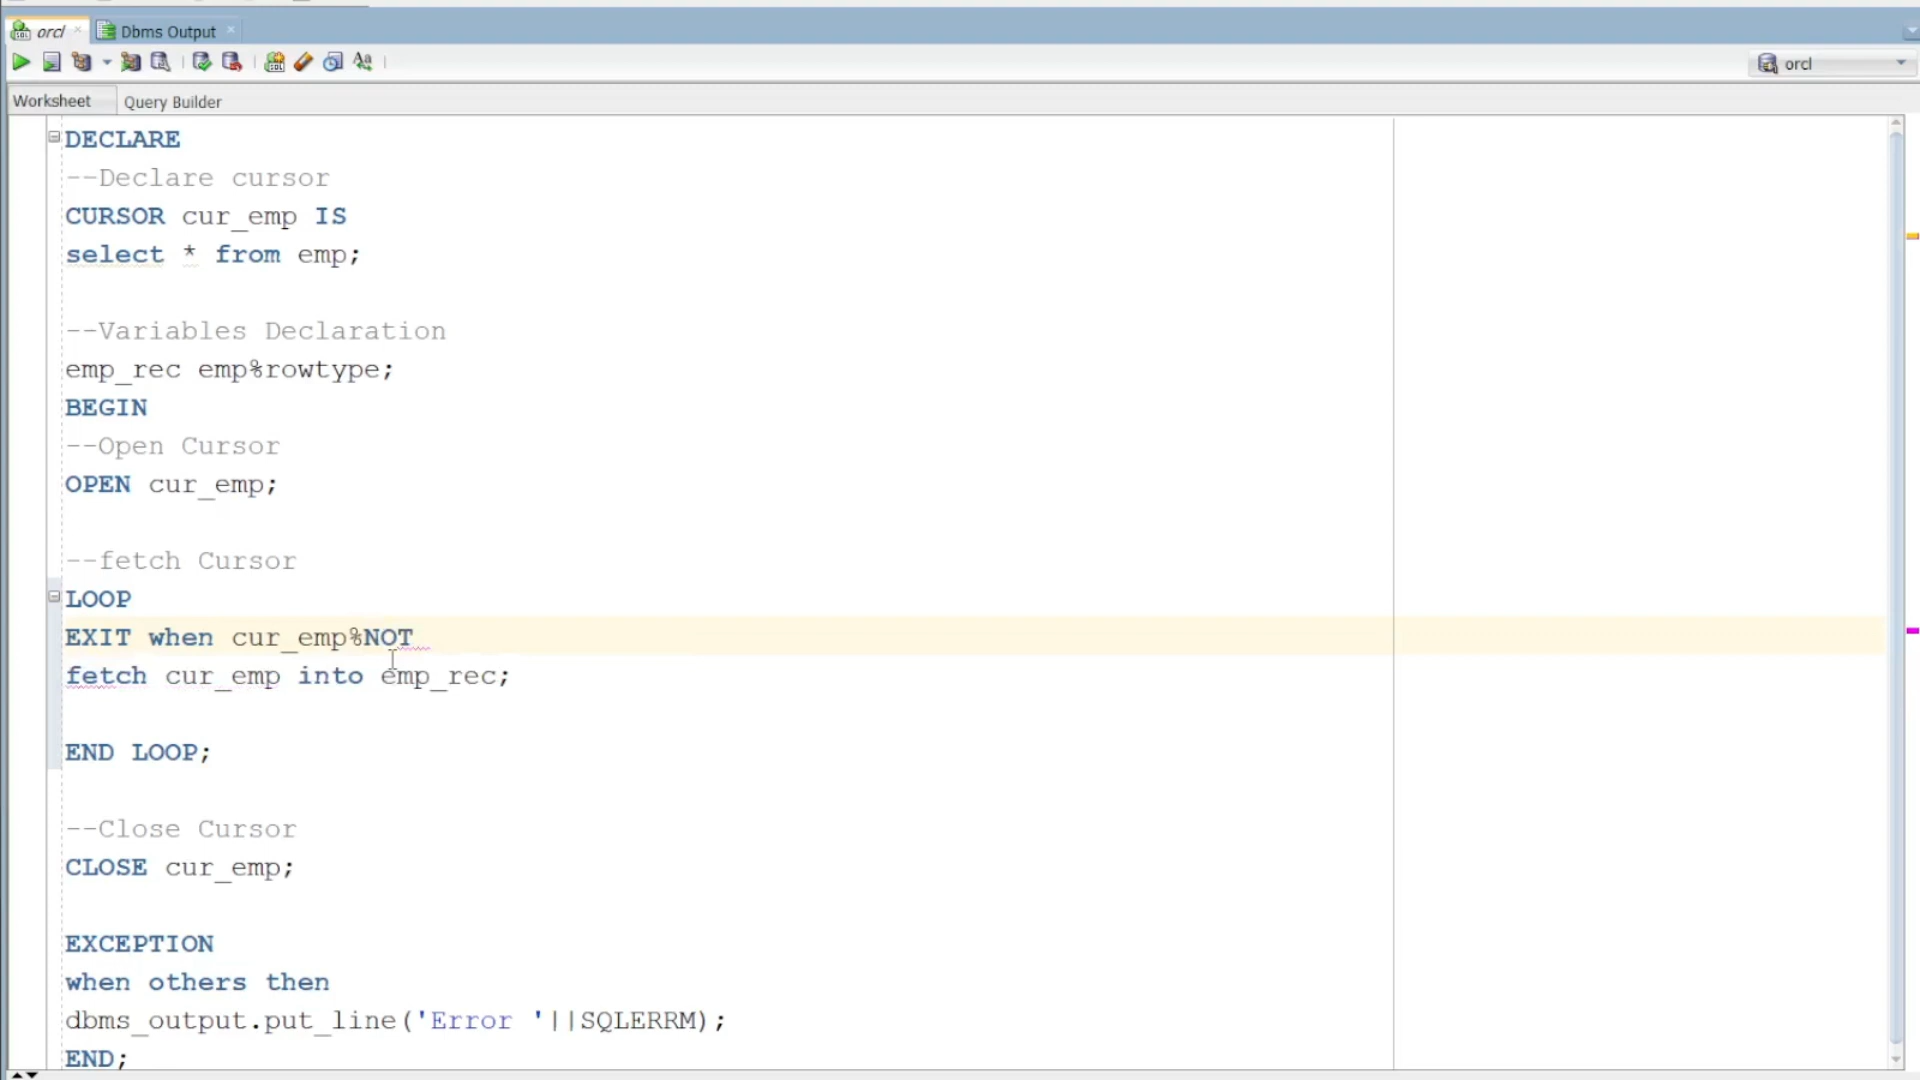 orcl
Dbms Output
orcl
Worksheet
Query Builder
DECLARE
--Declare cursor
CURSOR cur_emp IS
select * from emp;
--Variables Declaration
emp_rec emp%rowtype;
BEGIN
--Open Cursor
OPEN cur_emp;
--fetch Cursor
LOOP
EXIT when cur_emp%NOT
fetch cur_emp into emp_rec;
END LOOP;
--Close Cursor
CLOSE cur_emp;
EXCEPTION
when others then
dbms_output.put_line('Error '||SQLERRM);
END;